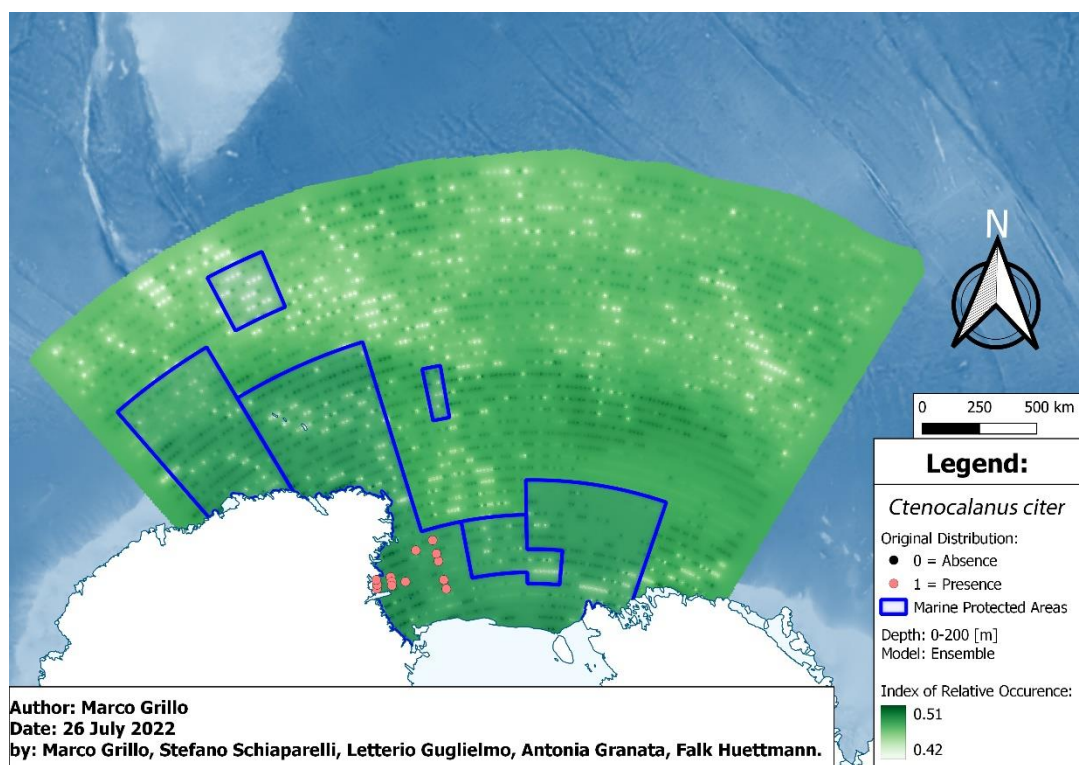 N
0 250 500 km
Legend:
Ctenocalanus citer
Original Distribution:
0 = Absence
1 = Presence
Marine Protected Areas
Depth: 0-200 [m]
Model: Ensemble
Index of Relative Occurence:
0.51
0.42
Author: Marco Grillo
Date: 26 July 2022
by: Marco Grillo, Stefano Schiaparelli, Letterio Guglielmo, Antonia Granata, Falk Huettmann.